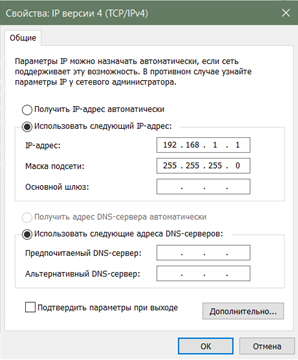 Свойства: IP версии 4 (TCP/IPv4)
Общие
Параметры IP можно назначать автоматически, если сеть
поддерживает эту возможность. В противном случае узнайте
параметры IP у сетевого администратора.
Получить IP-адрес автоматически
Использовать следующий IP-адрес:
IP-адрес: 192 . 168 . 1 . 1
Маска подсети: 255 . 255 . 255 . 0
Основной шлюз: . . .
Получить адрес DNS-сервера автоматически
Использовать следующие адреса DNS-серверов:
Предпочитаемый DNS-сервер: . . .
Альтернативный DNS-сервер: . . .
Подтвердить параметры при выходе
Дополнительно...
ОК Отмена